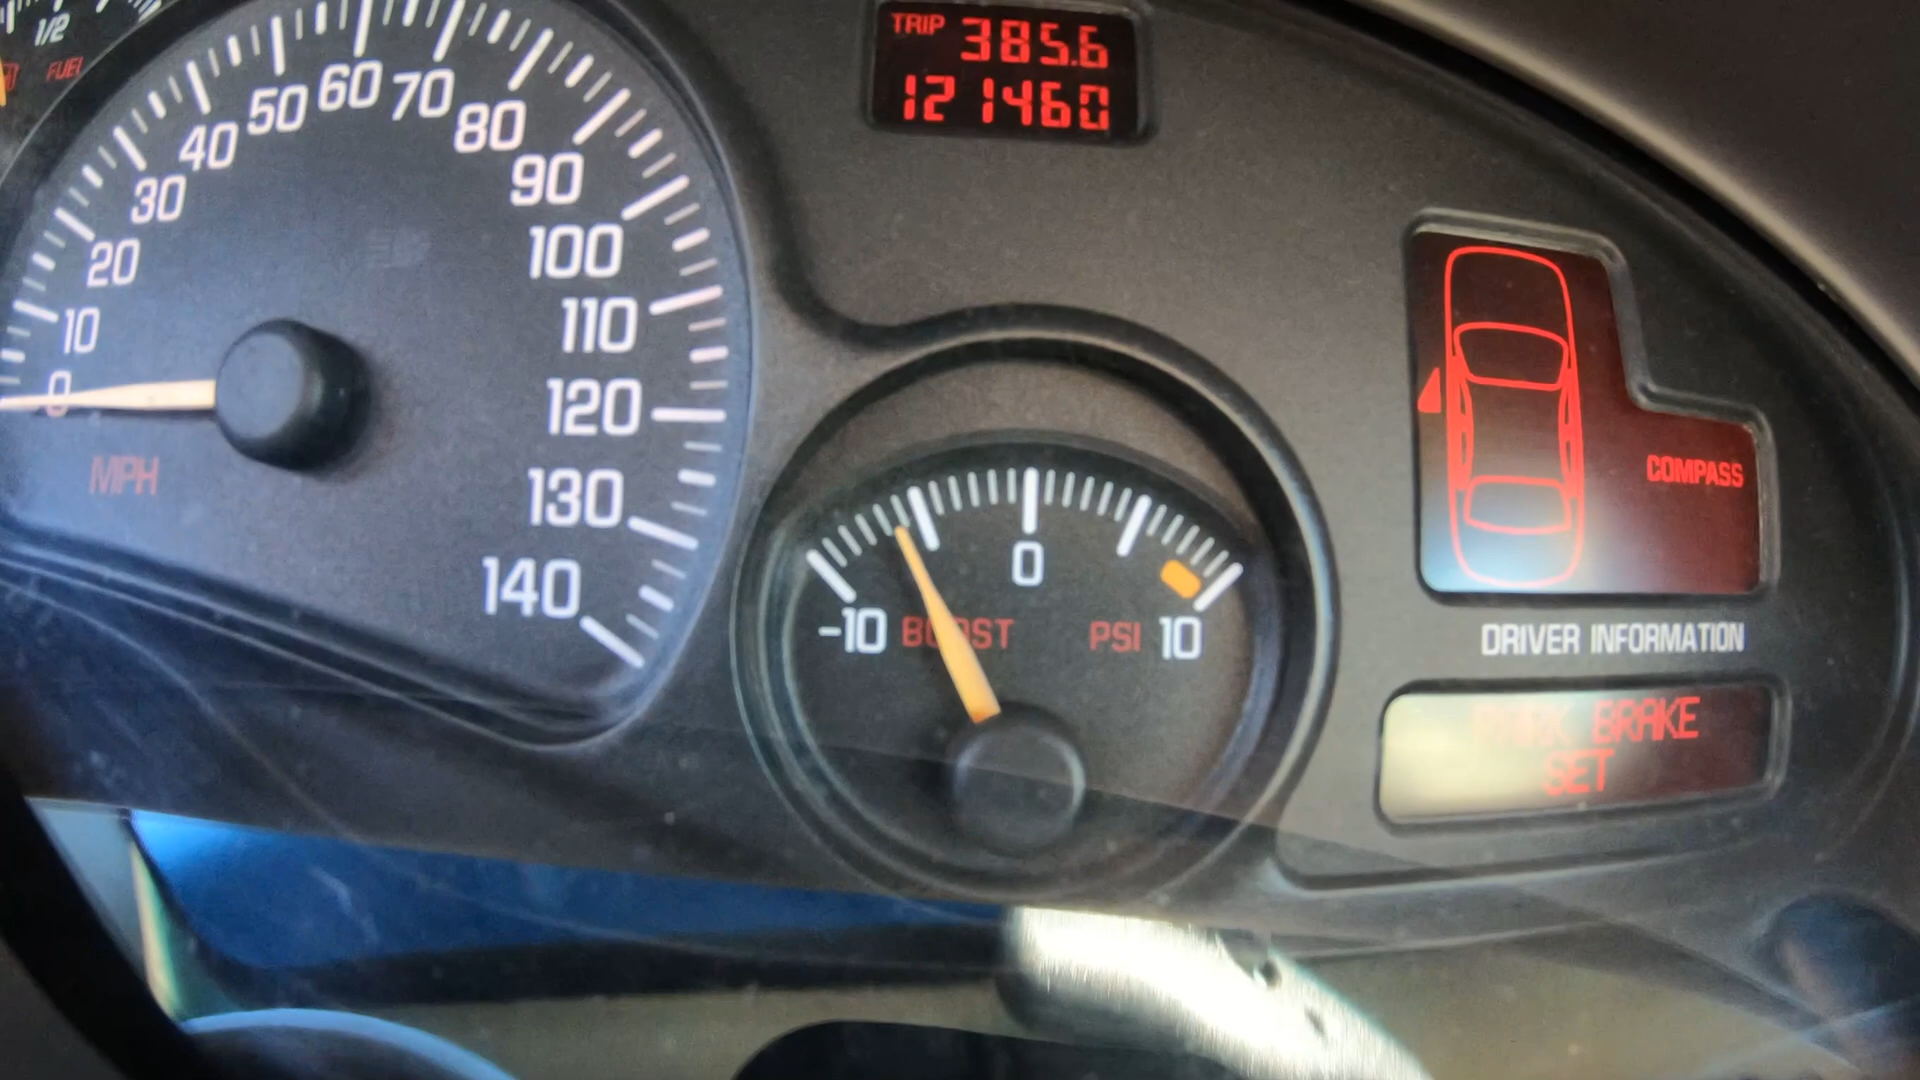 1/2
FUEL
0
10
20
30
40
50
60
70
80
90
100
110
120
130
140
MPH
TRIP 385.6
121460
0
-10 BOOST PSI 10
COMPASS
DRIVER INFORMATION
PARK BRAKE
SET